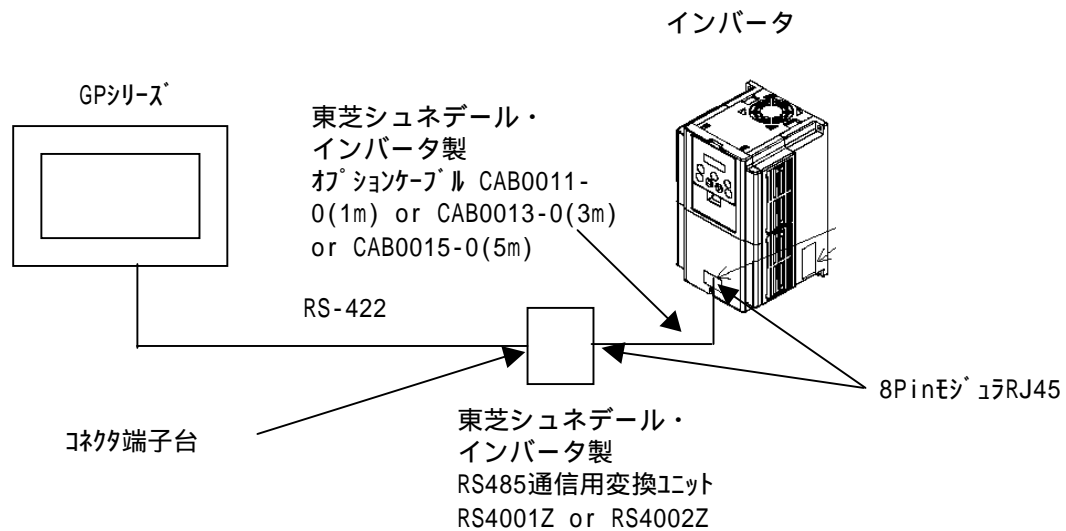 インバータ
GPｼﾘｰｽﾞ
東芝シュネデール・
インバータ製
ｵﾌﾟｼｮﾝｹｰﾌﾞﾙ CAB0011-
0(1m) or CAB0013-0(3m)
or CAB0015-0(5m)
RS-422
8Pinﾓｼﾞｭﾗ RJ45
ｺﾈｸﾀ端子台
東芝シュネデール・
インバータ製
RS485通信用変換ﾕﾆｯﾄ
RS4001Z or RS4002Z